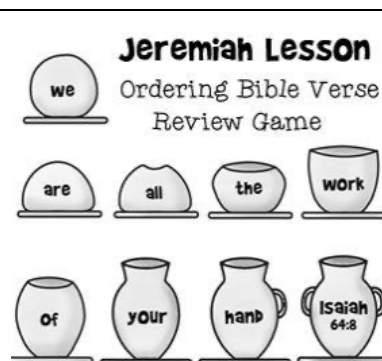 Jeremiah Lesson
we
Ordering Bible Verse
Review Game
are all the work
of your hand Isaiah
64:8